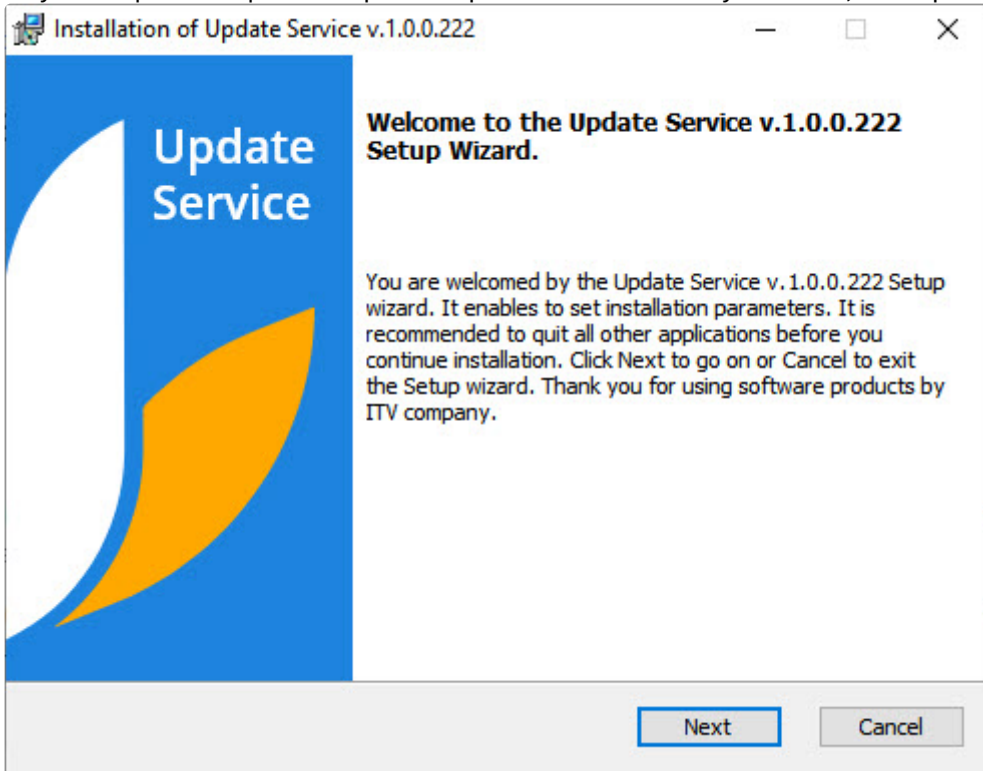 Installation of Update Service v.1.0.0.222
Update
Service
Welcome to the Update Service v.1.0.0.222
Setup Wizard.
You are welcomed by the Update Service v.1.0.0.222 Setup
wizard. It enables to set installation parameters. It is
recommended to quit all other applications before you
continue installation. Click Next to go on or Cancel to exit
the Setup wizard. Thank you for using software products by
ITV company.
Next
Cancel